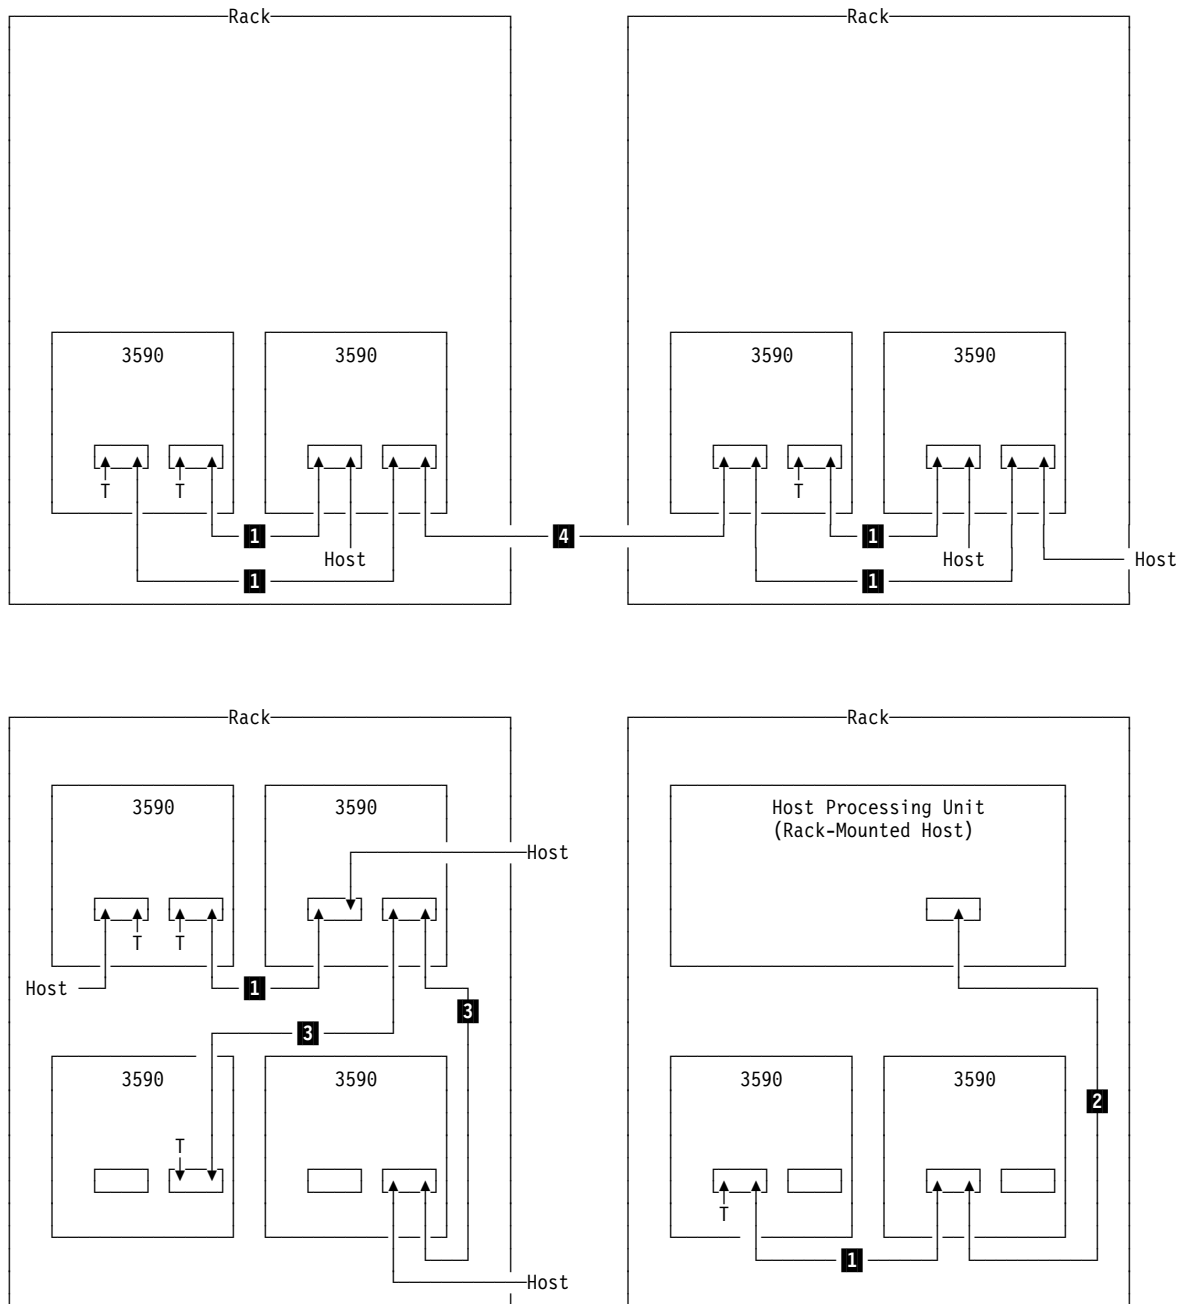 Rack Rack
3590 3590 3590 3590
T T T
1 4 1
Host Host Host
1 1
Rack Rack
3590 3590 Host Processing Unit
(Rack-Mounted Host)
Host
T T
Host 1
3
3
3590 3590 3590 3590
2
T
T
1
Host